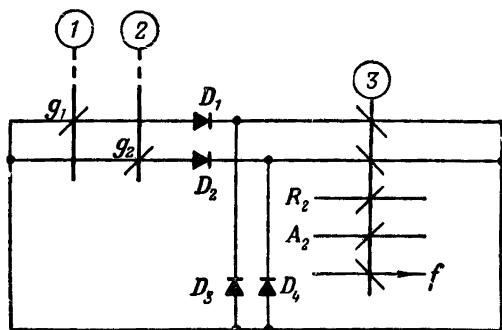 1 2
3
g₁ D₁
g₂ D₂
R₂
A₂
D₃ D₄ f